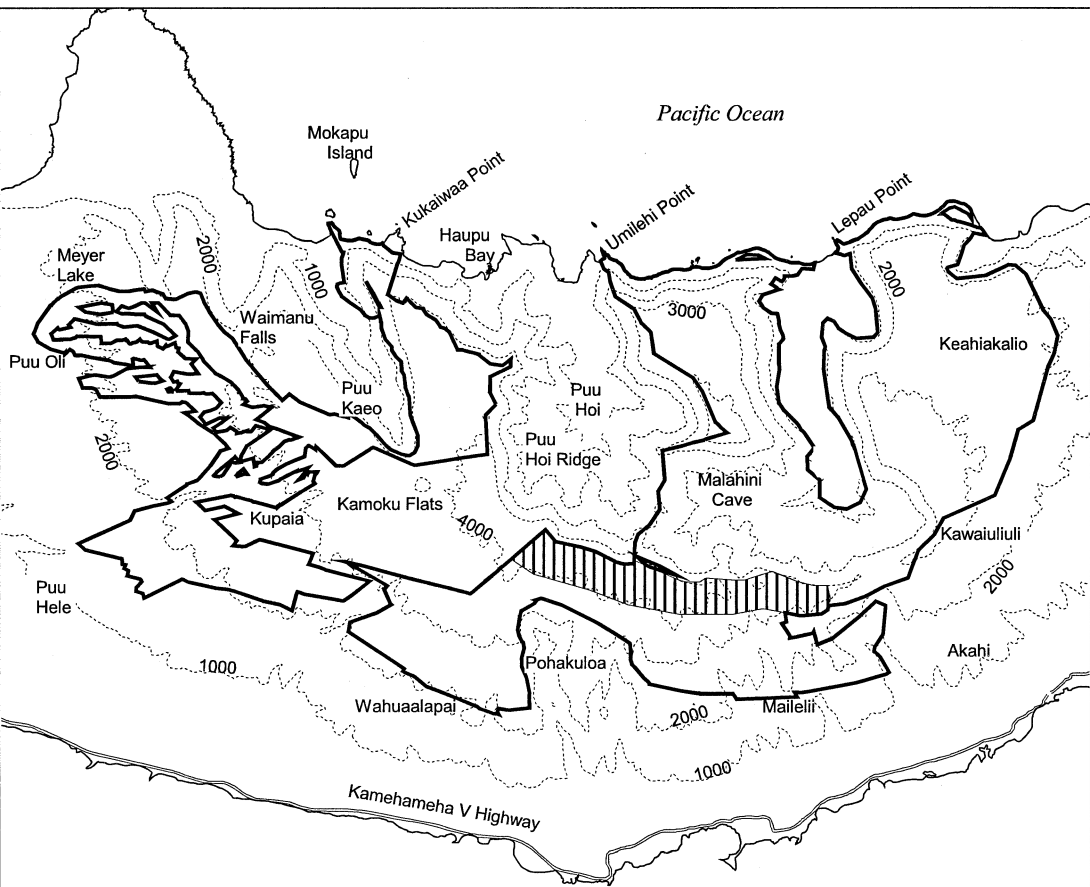 Pacific Ocean
Mokapu
Island
Kukaiwaa Point
Umilehi Point
Lepau Point
Haupu
Bay
2000
Meyer
Lake
1000
2000
3000
Waimanu
Falls
Keahiakalio
Puu Oli
Puu
Kaeo
Puu
Hoi
2000
Puu
Hoi Ridge
Malahini
Cave
Kamoku Flats
Kupaia
4000
Kawaiuliuli
2000
Puu
Hele
Akahi
1000
Pohakuloa
Wahuaalapai
2000
Mailelii
1000
Kamehameha V Highway